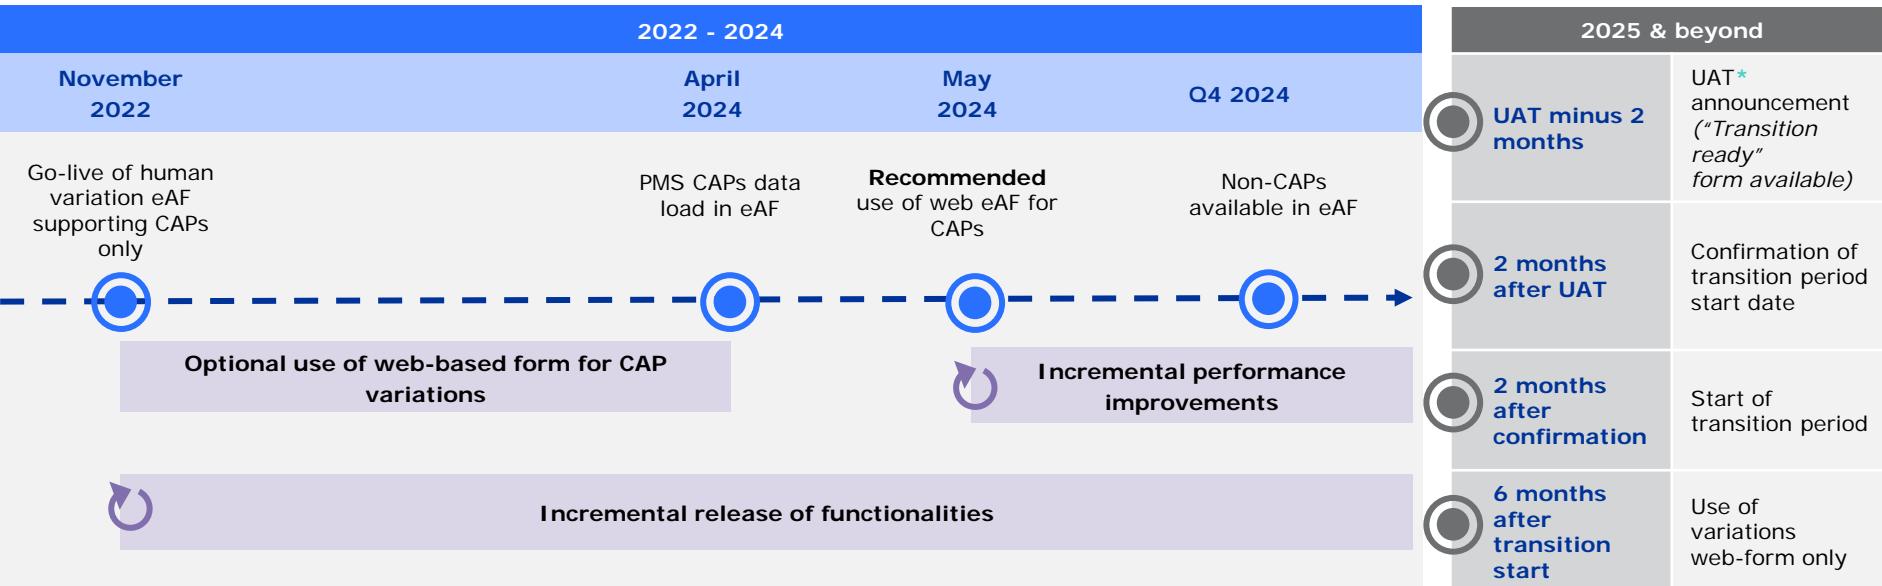 2022 - 2024
November
2022
April
2024
May
2024
Q4 2024
Go-live of human
variation eAF
supporting CAPs
only
PMS CAPs data
load in eAF
Recommended
use of web eAF for
CAPs
Non-CAPs
available in eAF
Optional use of web-based form for CAP
variations
Incremental performance
improvements
Incremental release of functionalities
2025 & beyond
UAT minus 2
months
UAT*
announcement
(“Transition
ready”
form available)
2 months
after UAT
Confirmation of
transition period
start date
2 months
after
confirmation
Start of
transition period
6 months
after
transition
start
Use of
variations
web-form only